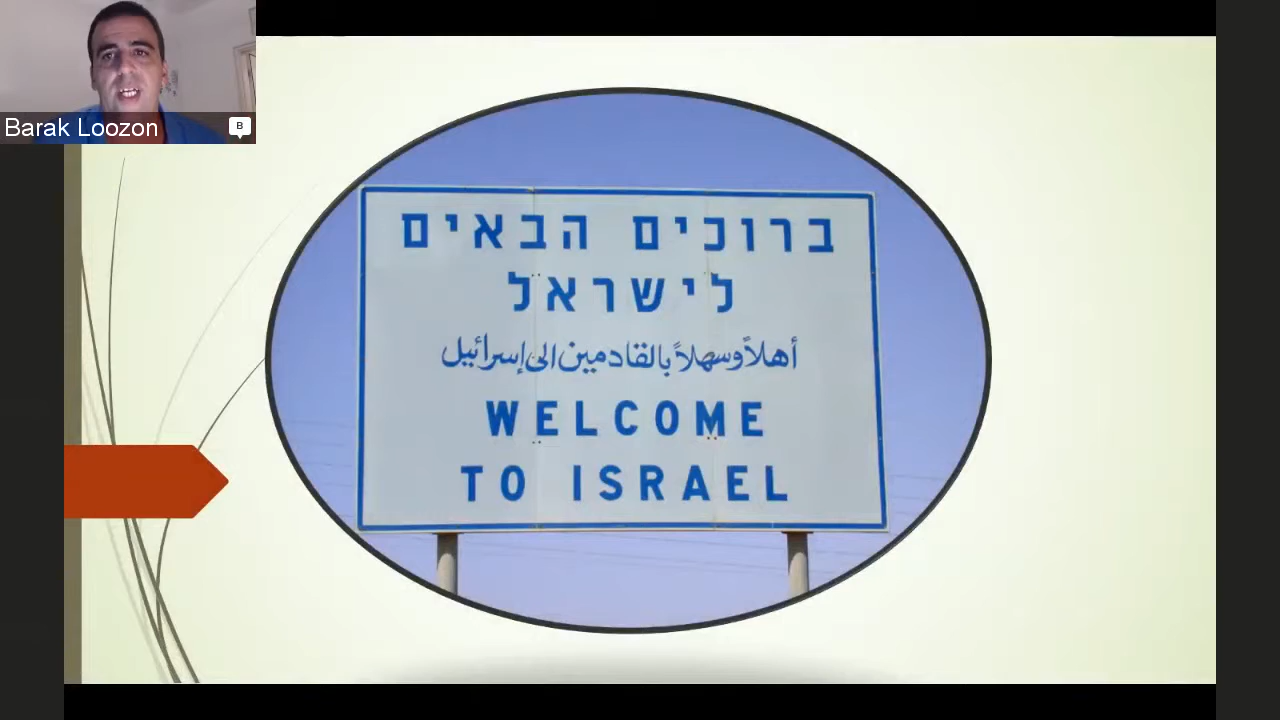 Barak Loozon
B
ברוכים הבאים
לישראל
أهلاً وسهلاً بالقادمين الى إسرائيل
WELCOME
TO ISRAEL